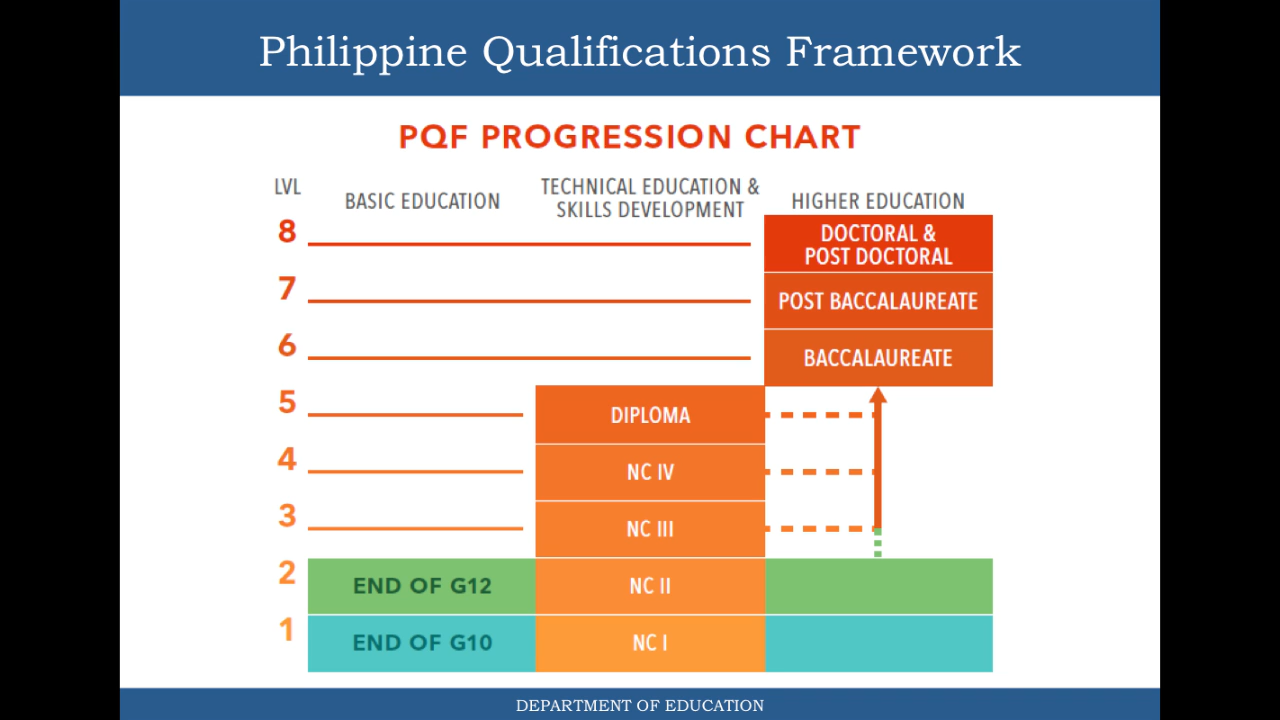 Philippine Qualifications Framework
PQF PROGRESSION CHART
LVL
BASIC EDUCATION
TECHNICAL EDUCATION &
SKILLS DEVELOPMENT
HIGHER EDUCATION
8
DOCTORAL &
POST DOCTORAL
7
POST BACCALAUREATE
6
BACCALAUREATE
5
DIPLOMA
4
NC IV
3
NC III
2
END OF G12
NC II
1
END OF G10
NC I
DEPARTMENT OF EDUCATION